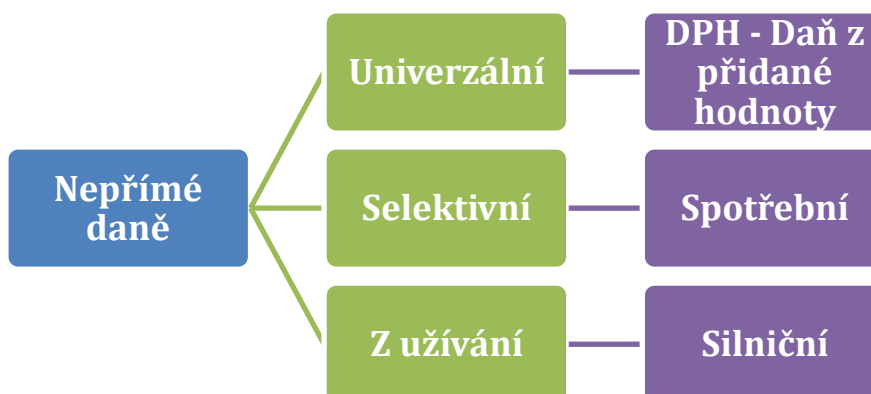 Nepřímé
daně
Univerzální
DPH - Daň z
přidané
hodnoty
Selektivní
Spotřební
Z užívání
Silniční